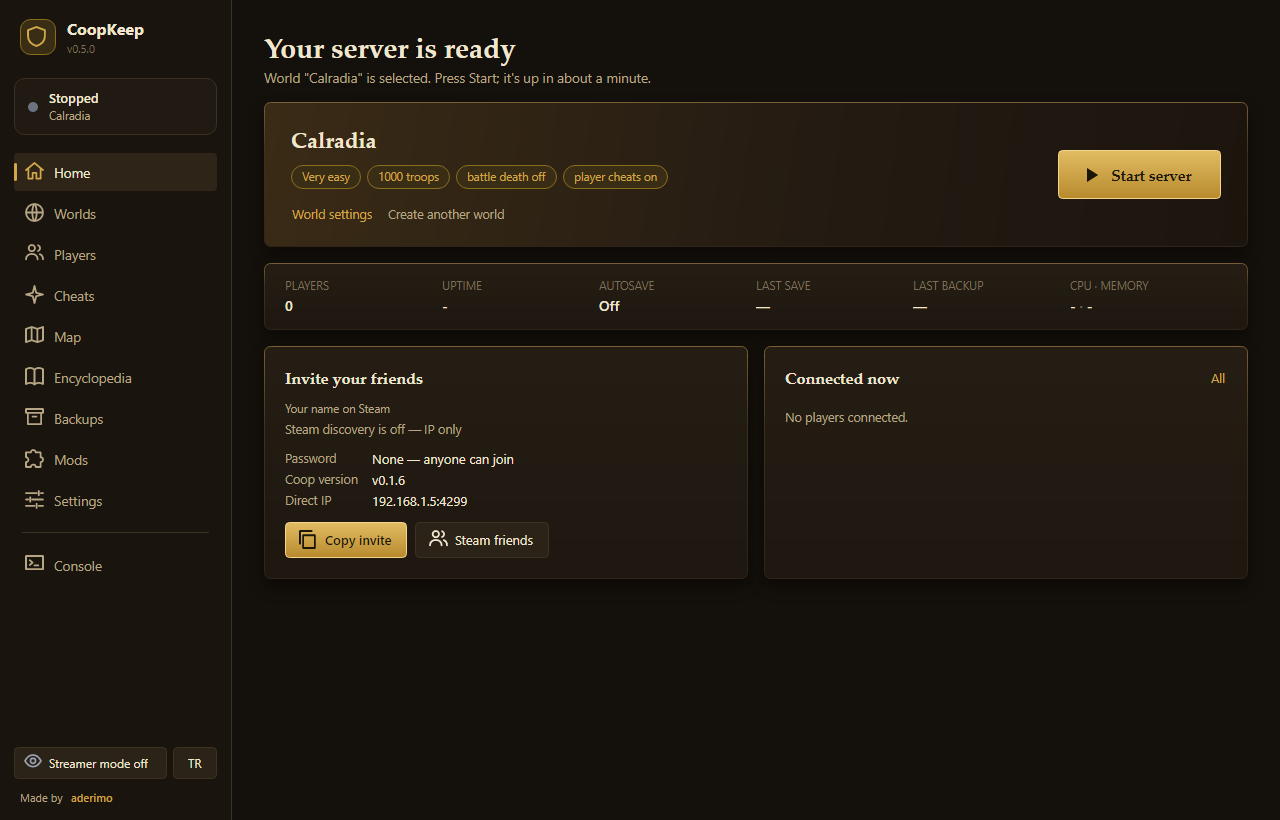 CoopKeep
v0.5.0
Stopped
Calradia
Home
Worlds
Players
Cheats
Map
Encyclopedia
Backups
Mods
Settings
Console
Streamer mode off
TR
Made by aderimo
Your server is ready
World "Calradia" is selected. Press Start; it's up in about a minute.
Calradia
Very easy
1000 troops
battle death off
player cheats on
World settings
Create another world
Start server
PLAYERS
0
UPTIME
-
AUTOSAVE
Off
LAST SAVE
—
LAST BACKUP
—
CPU · MEMORY
- · -
Invite your friends
Your name on Steam
Steam discovery is off — IP only
Password None — anyone can join
Coop version v0.1.6
Direct IP 192.168.1.5:4299
Copy invite
Steam friends
Connected now
All
No players connected.